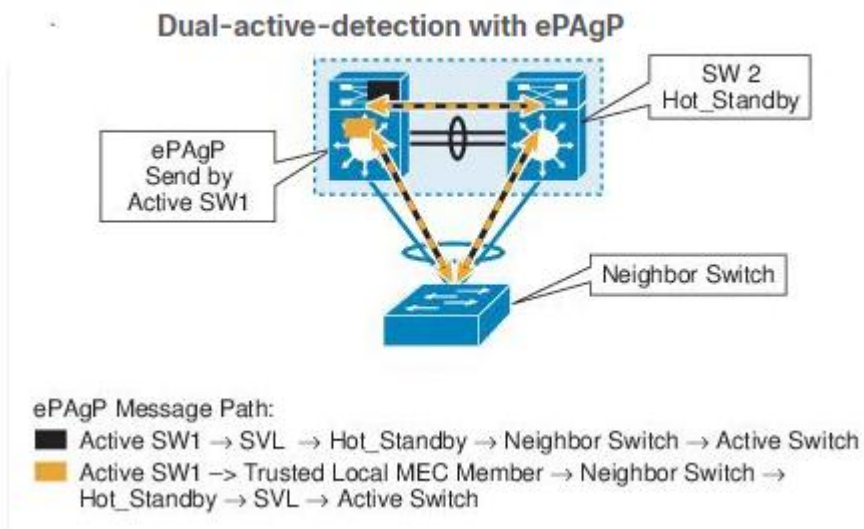 Dual-active-detection with ePAgP
SW 2
Hot_Standby
ePAgP
Send by
Active SW1
Neighbor Switch
ePAgP Message Path:
Active SW1 → SVL → Hot_Standby → Neighbor Switch → Active Switch
Active SW1 –> Trusted Local MEC Member → Neighbor Switch →
Hot_Standby → SVL → Active Switch